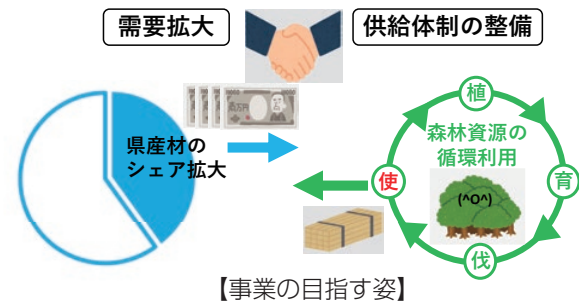 需要拡大
供給体制の整備
県産材の
シェア拡大
植
森林資源の
循環利用
使
育
(^O^)
伐
【事業の目指す姿】